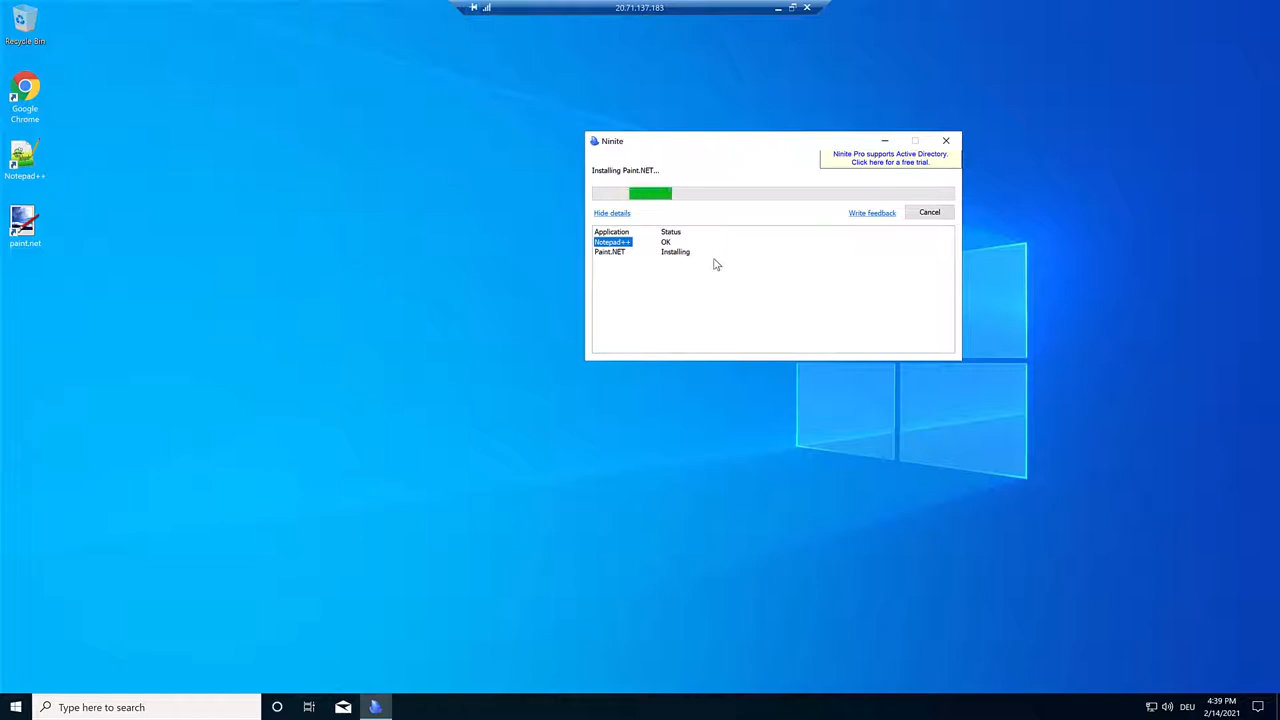 20.71.137.183
Recycle Bin
Google
Chrome
Notepad++
paint.net
Ninite
Ninite Pro supports Active Directory.
Click here for a free trial.
Installing Paint.NET...
Hide details
Write feedback
Cancel
Application Status
Notepad++ OK
Paint.NET Installing
Type here to search
DEU
4:39 PM
2/14/2021